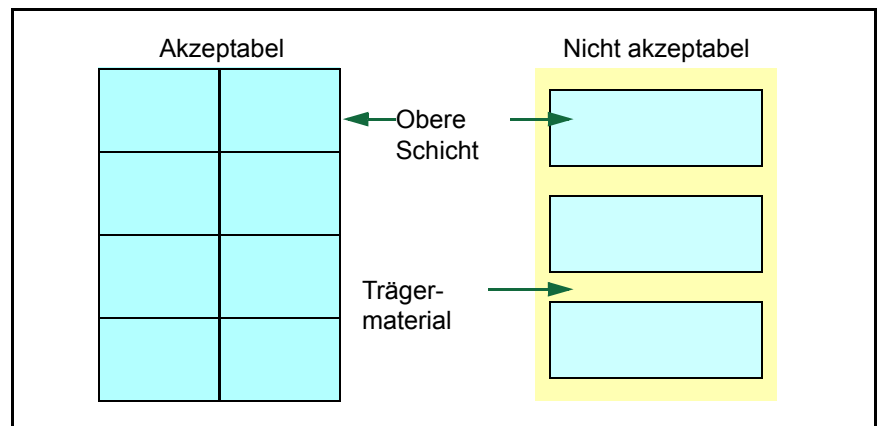 Akzeptabel
Nicht akzeptabel
Obere
Schicht
Träger-
material